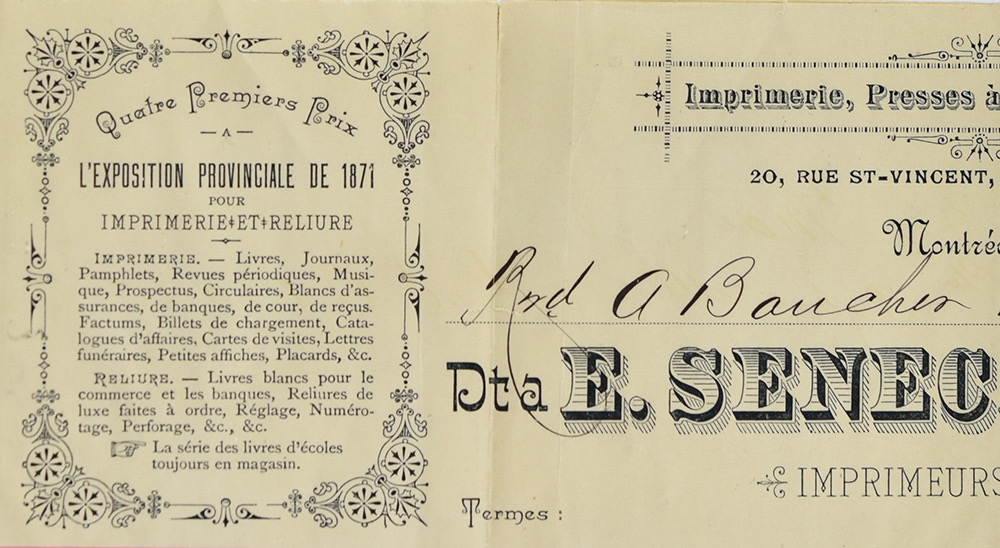 Quatre Premiers Prix
— A —
L'EXPOSITION PROVINCIALE DE 1871
POUR
IMPRIMERIE‡ET‡RELIURE
IMPRIMERIE. — Livres, Journaux,
Pamphlets, Revues périodiques, Musi-
que, Prospectus, Circulaires, Blancs d'as-
surances, de banques, de cour, de reçus.
Factums, Billets de chargement, Cata-
logues d'affaires, Cartes de visites, Lettres
funéraires, Petites affiches, Placards, &c.
RELIURE. — Livres blancs pour le
commerce et les banques, Reliures de
luxe faites à ordre, Réglage, Numéro-
tage, Perforage, &c., &c.
☞ La série des livres d'écoles
toujours en magasin.
Imprimerie, Presses à
20, RUE ST-VINCENT,
Montréa
Rvd A Boucher
Dt à E. SENEC
IMPRIMEURS
Termes :